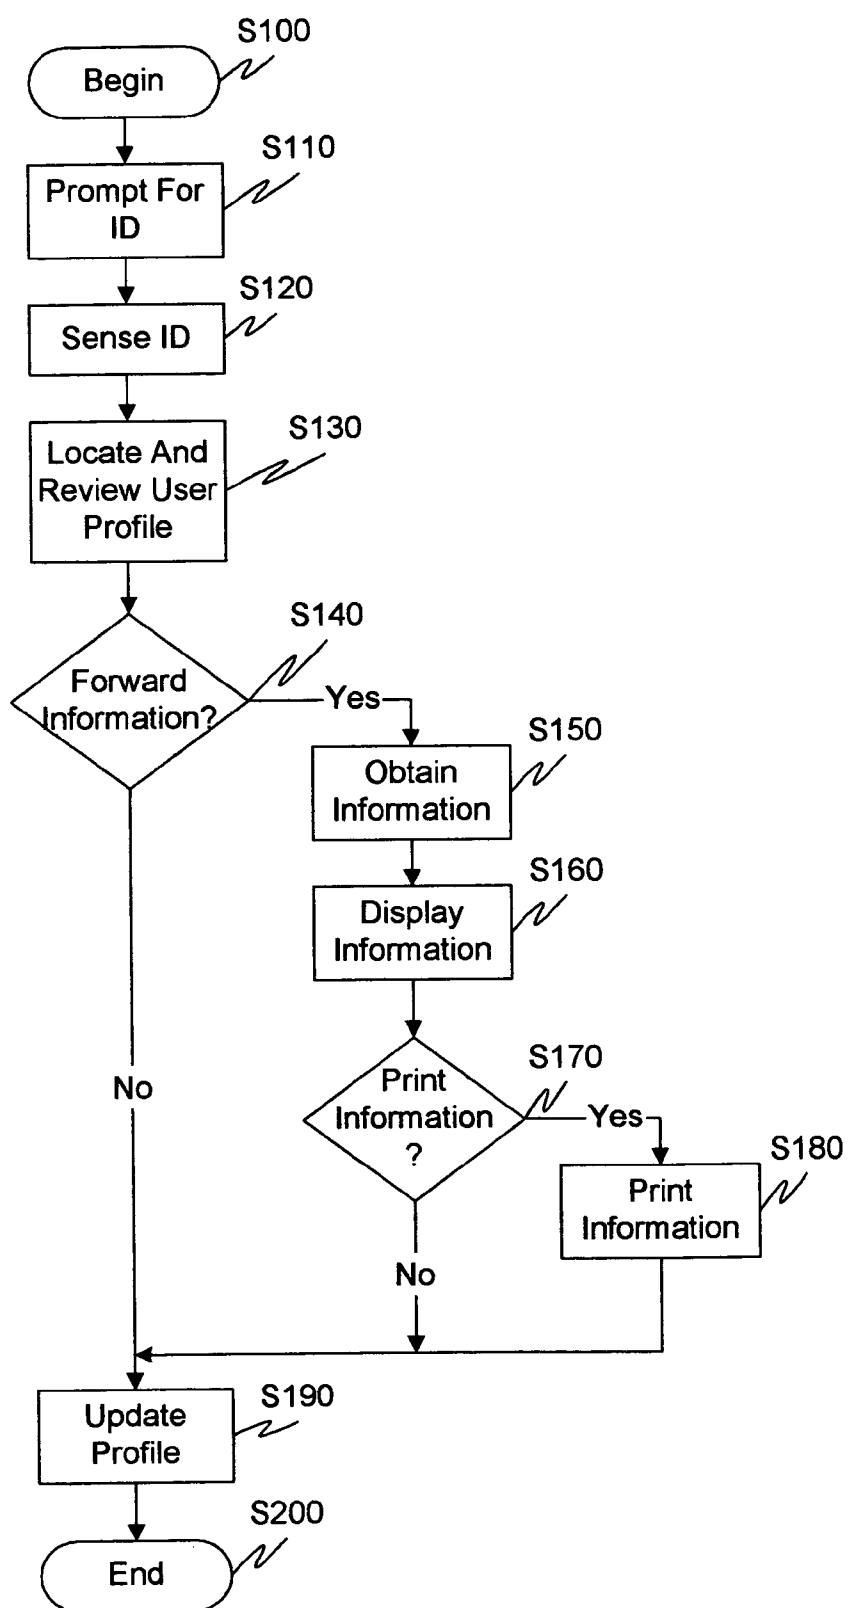 S100
Begin
S110
Prompt For
ID
S120
Sense ID
S130
Locate And
Review User
Profile
S140
Forward
Information?
Yes
S150
Obtain
Information
S160
Display
Information
S170
Print
Information
?
Yes
No
S180
Print
Information
No
S190
Update
Profile
S200
End